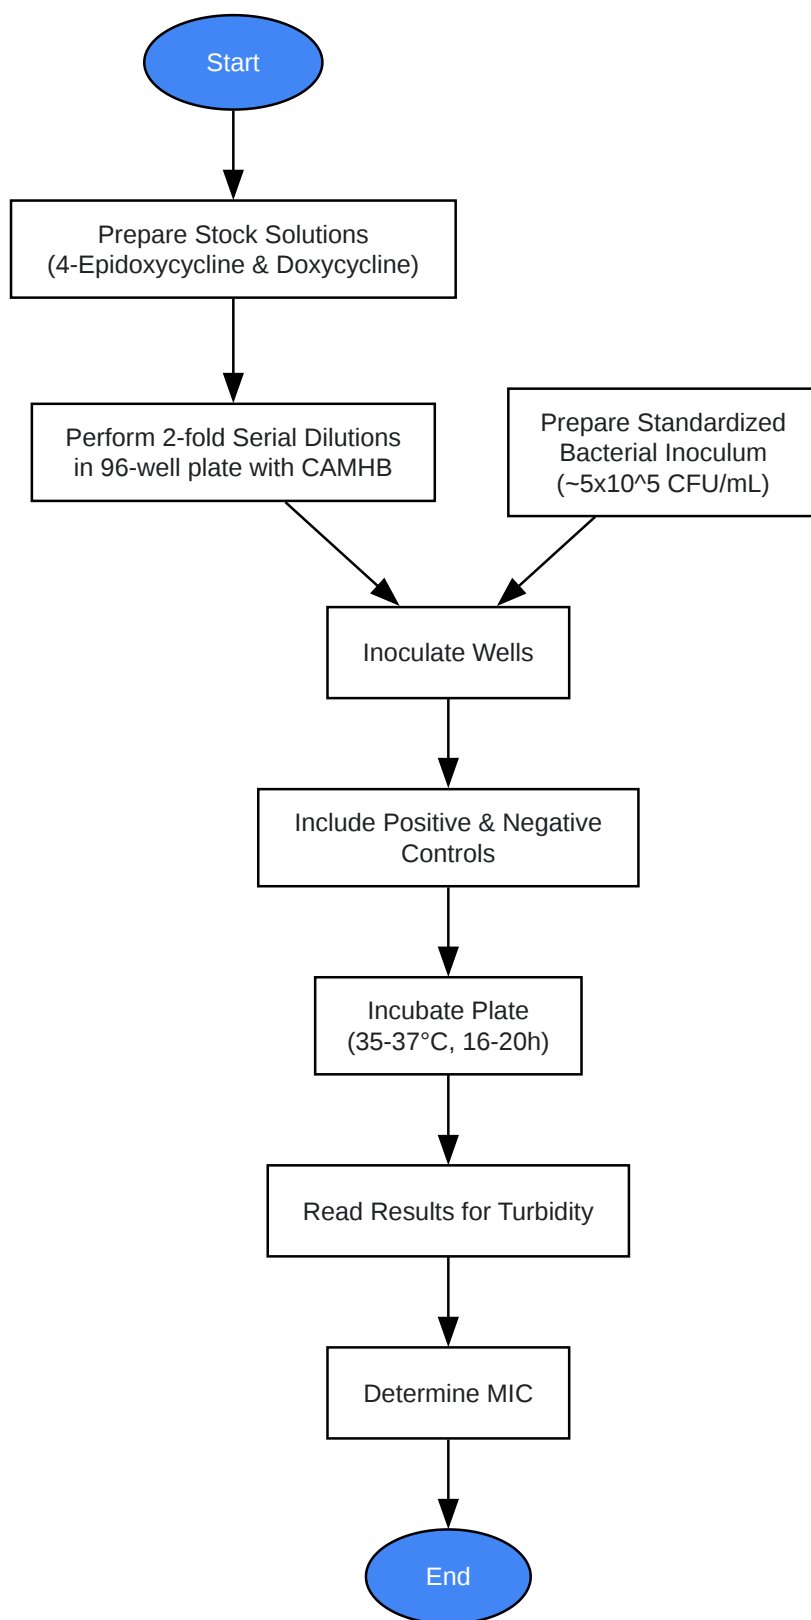 Start
Prepare Stock Solutions
(4-Epidoxycycline & Doxycycline)
Perform 2-fold Serial Dilutions
in 96-well plate with CAMHB
Prepare Standardized
Bacterial Inoculum
(~5x10^5 CFU/mL)
Inoculate Wells
Include Positive & Negative
Controls
Incubate Plate
(35-37°C, 16-20h)
Read Results for Turbidity
Determine MIC
End